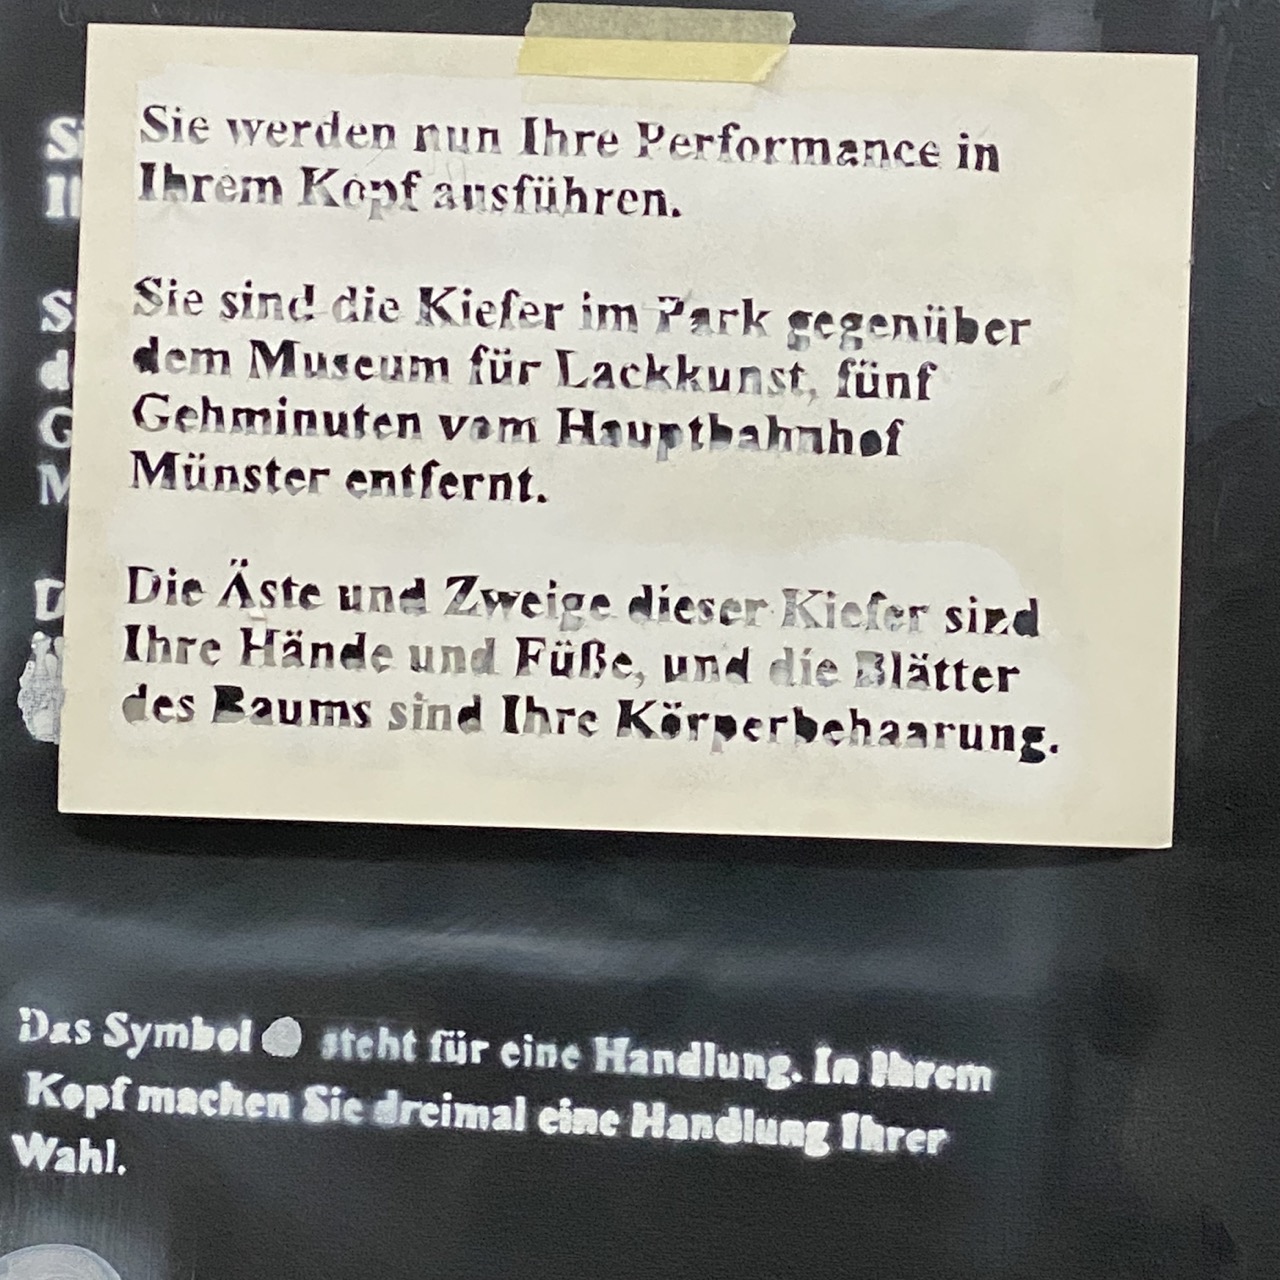 Sie werden nun Ihre Performance in
Ihrem Kopf ausführen.
Sie sind die Kiefer im Park gegenüber
dem Museum für Lackkunst, fünf
Gehminuten vom Hauptbahnhof
Münster entfernt.
Die Äste und Zweige dieser Kiefer sind
Ihre Hände und Füße, und die Blätter
des Baums sind Ihre Körperbehaarung.
Das Symbol steht für eine Handlung. In Ihrem
Kopf machen Sie dreimal eine Handlung Ihrer
Wahl.